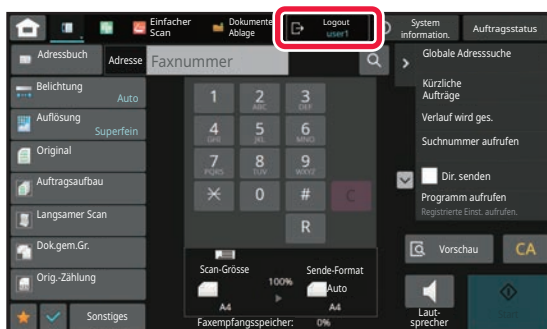 Einfacher Scan
Dokumente Ablage
Logout
user1
System information.
Auftragsstatus
Adressbuch
Adresse
Faxnummer
Globale Adresssuche
Belichtung
Auto
Auflösung
Superfein
Original
Auftragsaufbau
Langsamer Scan
Dok.gem.Gr.
Orig.-Zählung
Sonstiges
1
2
ABC
3
DEF
4
GHI
5
JKL
6
MNO
7
PQRS
8
TUV
9
WXYZ
0
#
C
R
Scan-Grösse
100%
Sende-Format
Auto
A4
A4
Faxempfangsspeicher: 0%
Kürzliche
Aufträge
Verlauf wird ges.
Suchnummer aufrufen
Dir. senden
Programm aufrufen
Registrierte Einst. aufrufen.
Vorschau
CA
Laut-
sprecher